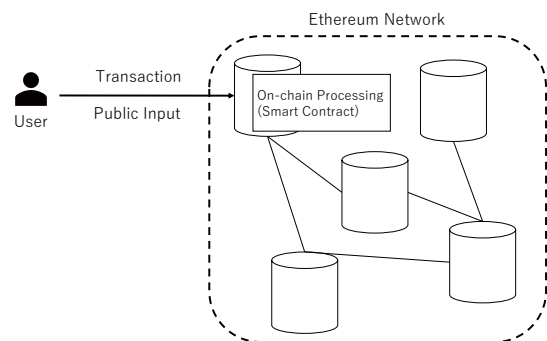 Ethereum Network
Transaction
Public Input
User
On-chain Processing
(Smart Contract)